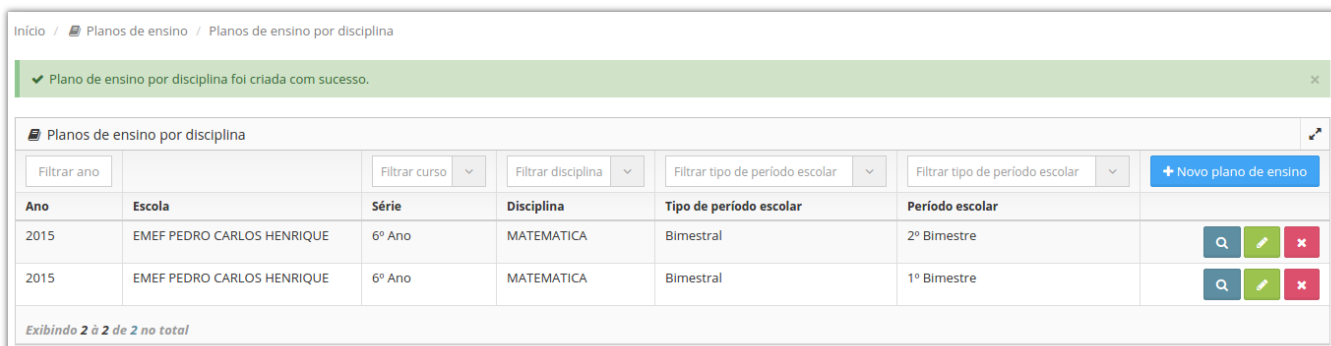 Início / Planos de ensino / Planos de ensino por disciplina
Plano de ensino por disciplina foi criada com sucesso. ×
Planos de ensino por disciplina
Filtrar ano Filtrar curso Filtrar disciplina Filtrar tipo de período escolar Filtrar tipo de período escolar + Novo plano de ensino
Ano Escola Série Disciplina Tipo de período escolar Período escolar
2015 EMEF PEDRO CARLOS HENRIQUE 6º Ano MATEMATICA Bimestral 2º Bimestre
2015 EMEF PEDRO CARLOS HENRIQUE 6º Ano MATEMATICA Bimestral 1º Bimestre
Exibindo 2 à 2 de 2 no total